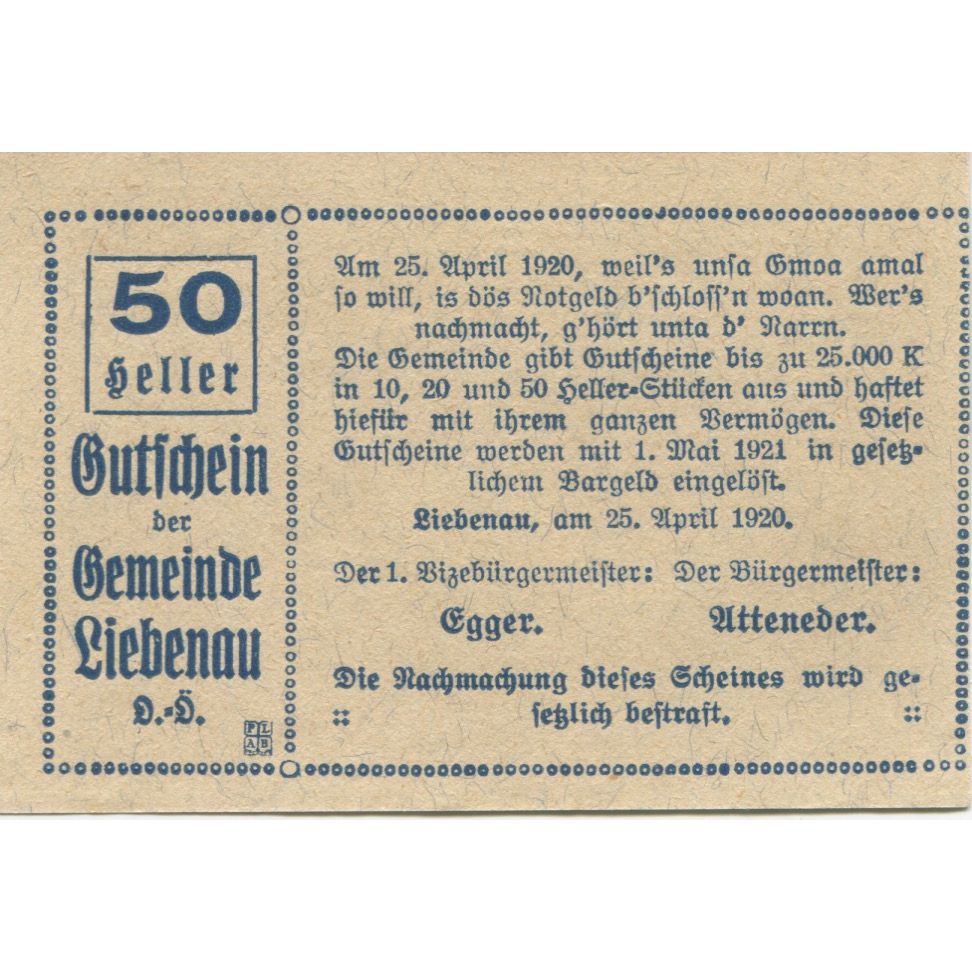 50
Heller
Gutschein
der
Gemeinde
Liebenau
O.-Ö.
F L
A B
Am 25. April 1920, weil's unsa Gmoa amal
so will, is dös Notgeld b'schloss'n woan. Wer's
nachmacht, g'hört unta d' Narrn.
Die Gemeinde gibt Gutscheine bis zu 25.000 K
in 10, 20 und 50 Heller-Stücken aus und haftet
hiefür mit ihrem ganzen Vermögen. Diese
Gutscheine werden mit 1. Mai 1921 in gesetz-
lichem Bargeld eingelöst.
Liebenau, am 25. April 1920.
Der 1. Vizebürgermeister: Der Bürgermeister:
Egger. Atteneder.
Die Nachmachung dieses Scheines wird ge-
setzlich bestraft.